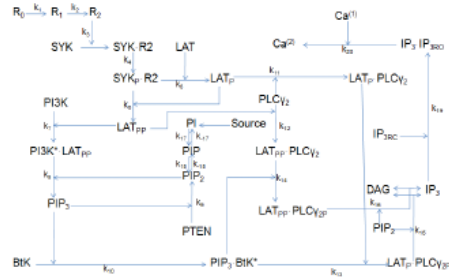 R0 k1 R1 k2 R2 Ca(1)
k3 Ca(2) k20 IP3 IP3RO
SYK SYK R2 LAT
k4
SYKP R2 k5 LATP k11 LATP PLCγ2
PI3K k6 PLCγ2 k19
k7 LATPP PI Source
k17 k17 k12 IP3RC
PI3K* LATPP PIP LATPP PLCγ2
k18 k18
k8 PIP2 k14 DAG IP3
PIP3 k9 LATPP PLCγ2P k16
PTEN PIP2 k15
BtK k10 PIP3 BtK* k13 LATP PLCγ2P